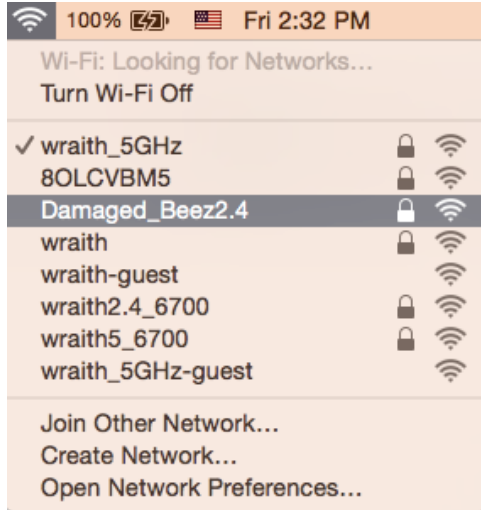 100% Fri 2:32 PM
Wi-Fi: Looking for Networks...
Turn Wi-Fi Off
wraith_5GHz
8OLCVBM5
Damaged_Beez2.4
wraith
wraith-guest
wraith2.4_6700
wraith5_6700
wraith_5GHz-guest
Join Other Network...
Create Network...
Open Network Preferences...